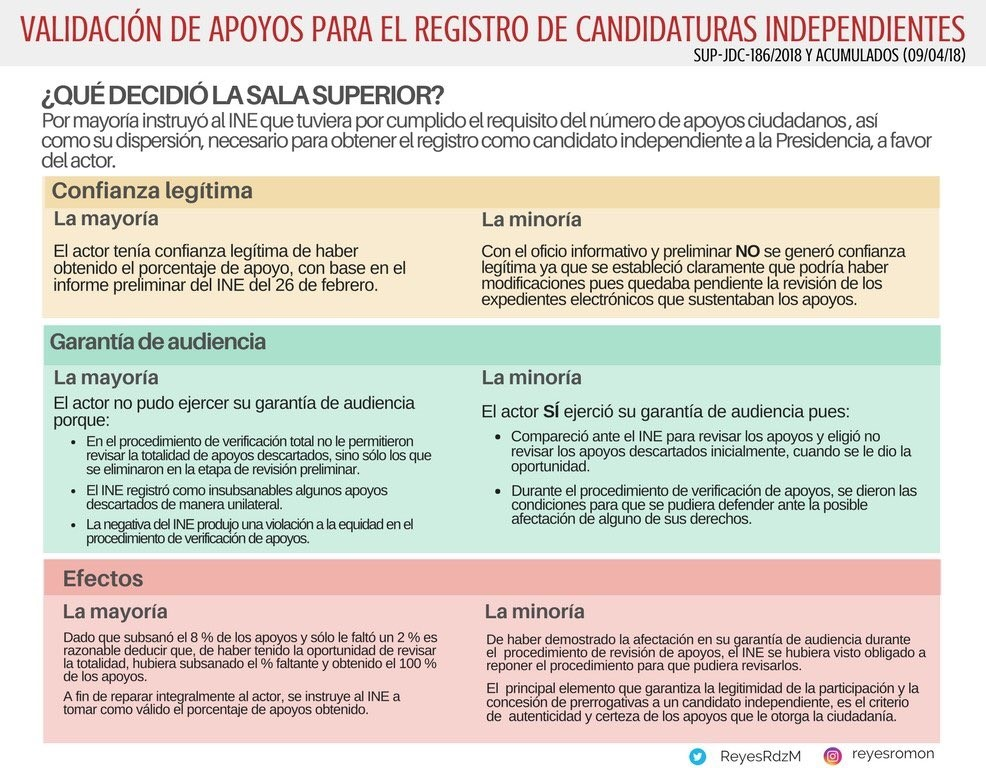 VALIDACIÓN DE APOYOS PARA EL REGISTRO DE CANDIDATURAS INDEPENDIENTES
SUP-JDC-186/2018 Y ACUMULADOS (09/04/18)
¿QUÉ DECIDIÓ LA SALA SUPERIOR?
Por mayoría instruyó al INE que tuviera por cumplido el requisito del número de apoyos ciudadanos, así
como su dispersión, necesario para obtener el registro como candidato independiente a la Presidencia, a favor
del actor.
Confianza legítima
La mayoría
El actor tenía confianza legítima de haber
obtenido el porcentaje de apoyo, con base en el
informe preliminar del INE del 26 de febrero.
La minoría
Con el oficio informativo y preliminar NO se generó confianza
legítima ya que se estableció claramente que podría haber
modificaciones pues quedaba pendiente la revisión de los
expedientes electrónicos que sustentaban los apoyos.
Garantía de audiencia
La mayoría
El actor no pudo ejercer su garantía de audiencia
porque:
• En el procedimiento de verificación total no le permitieron
revisar la totalidad de apoyos descartados, sino sólo los que
se eliminaron en la etapa de revisión preliminar.
• El INE registró como insubsanables algunos apoyos
descartados de manera unilateral.
• La negativa del INE produjo una violación a la equidad en el
procedimiento de verificación de apoyos.
La minoría
El actor SÍ ejerció su garantía de audiencia pues:
• Compareció ante el INE para revisar los apoyos y eligió no
revisar los apoyos descartados inicialmente, cuando se le dio la
oportunidad.
• Durante el procedimiento de verificación de apoyos, se dieron las
condiciones para que se pudiera defender ante la posible
afectación de alguno de sus derechos.
Efectos
La mayoría
Dado que subsanó el 8 % de los apoyos y sólo le faltó un 2 % es
razonable deducir que, de haber tenido la oportunidad de revisar
la totalidad, hubiera subsanado el % faltante y obtenido el 100 %
de los apoyos.
A fin de reparar integralmente al actor, se instruye al INE a
tomar como válido el porcentaje de apoyos obtenido.
La minoría
De haber demostrado la afectación en su garantía de audiencia durante
el procedimiento de revisión de apoyos, el INE se hubiera visto obligado a
reponer el procedimiento para que pudiera revisarlos.
El principal elemento que garantiza la legitimidad de la participación y la
concesión de prerrogativas a un candidato independiente, es el criterio
de autenticidad y certeza de los apoyos que le otorga la ciudadanía.
ReyesRdzM
reyesromon